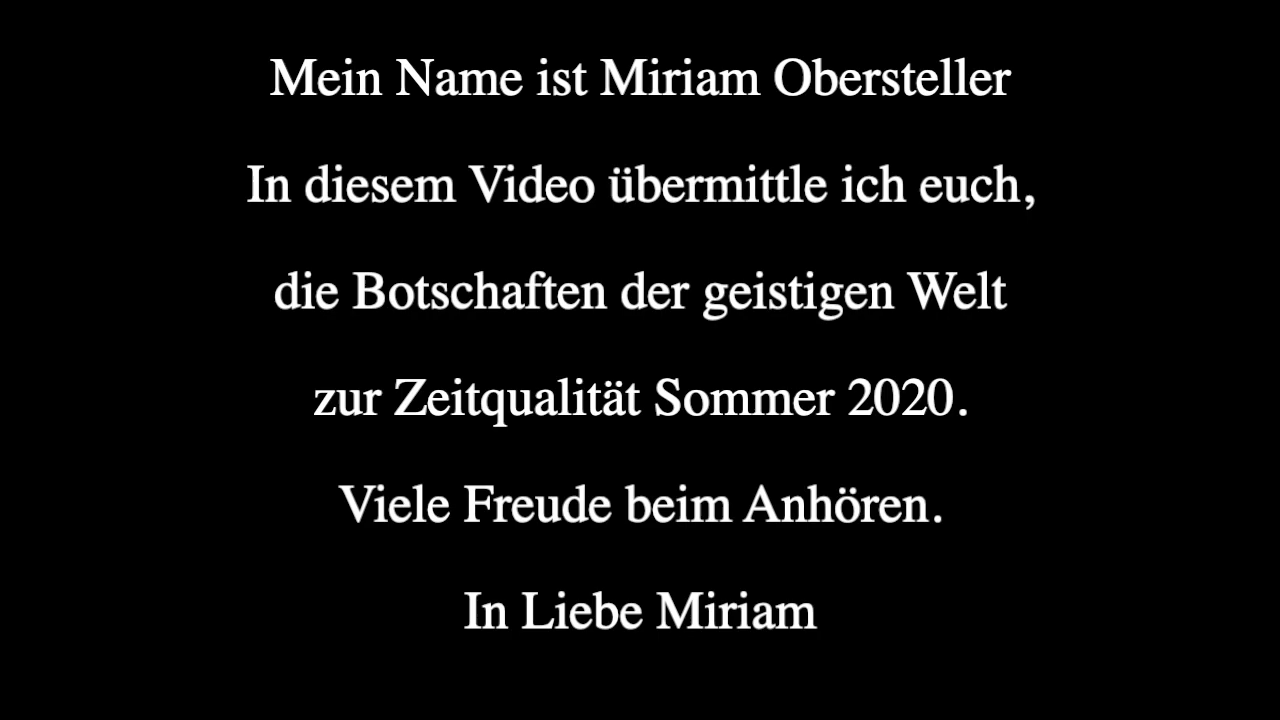 Mein Name ist Miriam Obersteller
In diesem Video übermittle ich euch,
die Botschaften der geistigen Welt
zur Zeitqualität Sommer 2020.
Viele Freude beim Anhören.
In Liebe Miriam